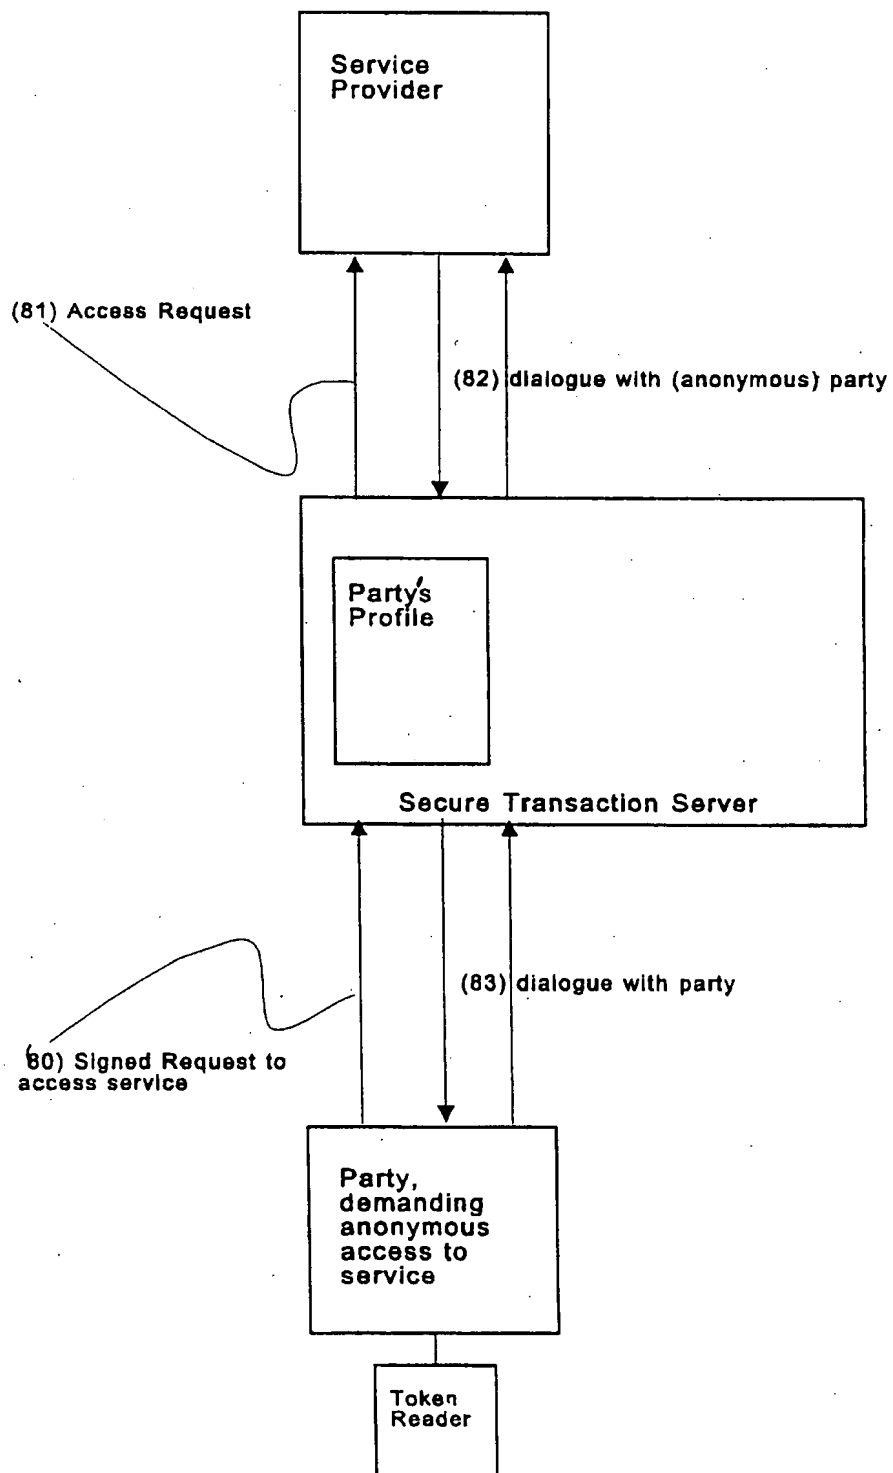 Service
Provider
(81) Access Request
(82) dialogue with (anonymous) party
Party's
Profile
Secure Transaction Server
(83) dialogue with party
(80) Signed Request to
access service
Party,
demanding
anonymous
access to
service
Token
Reader